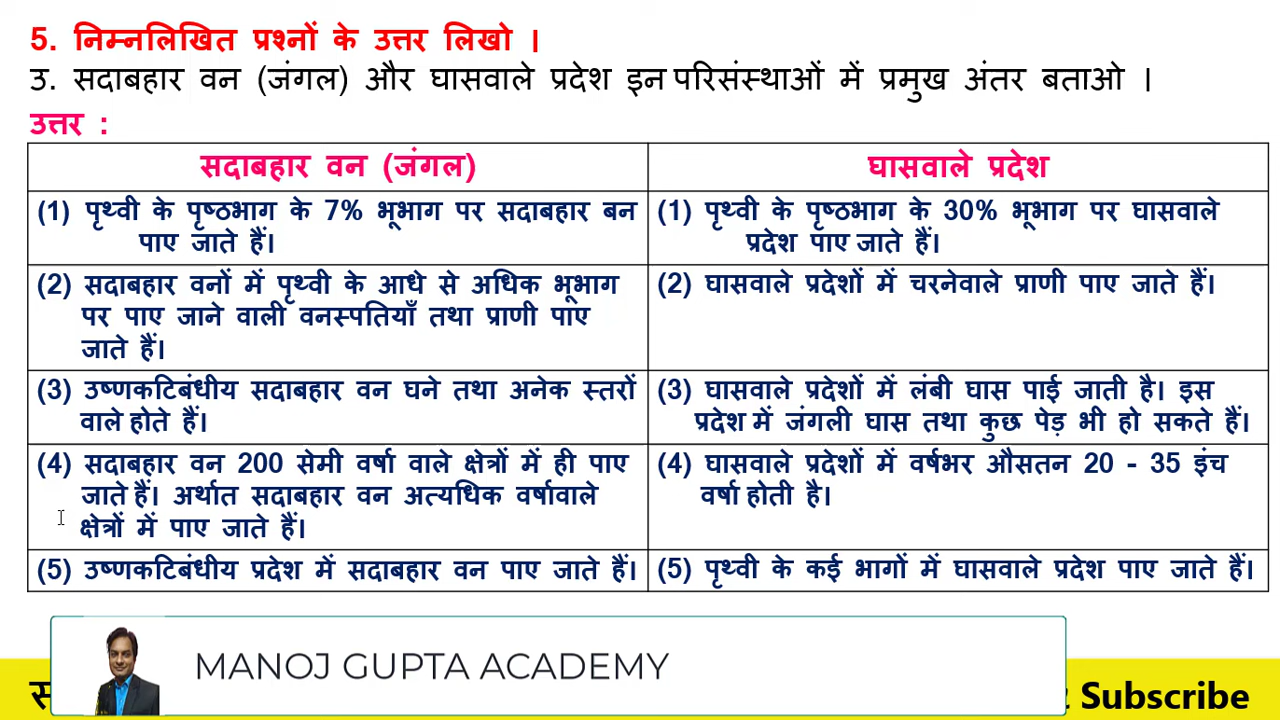 5. निम्नलिखित प्रश्नों के उत्तर लिखो ।
उ. सदाबहार वन (जंगल) और घासवाले प्रदेश इन परिसंस्थाओं में प्रमुख अंतर बताओ ।
उत्तर :
सदाबहार वन (जंगल)
घासवाले प्रदेश
(1) पृथ्वी के पृष्ठभाग के 7% भूभाग पर सदाबहार बन
पाए जाते हैं।
(1) पृथ्वी के पृष्ठभाग के 30% भूभाग पर घासवाले
प्रदेश पाए जाते हैं।
(2) सदाबहार वनों में पृथ्वी के आधे से अधिक भूभाग
पर पाए जाने वाली वनस्पतियाँ तथा प्राणी पाए
जाते हैं।
(2) घासवाले प्रदेशों में चरनेवाले प्राणी पाए जाते हैं।
(3) उष्णकटिबंधीय सदाबहार वन घने तथा अनेक स्तरों
वाले होते हैं।
(3) घासवाले प्रदेशों में लंबी घास पाई जाती है। इस
प्रदेश में जंगली घास तथा कुछ पेड़ भी हो सकते हैं।
(4) सदाबहार वन 200 सेमी वर्षा वाले क्षेत्रों में ही पाए
जाते हैं। अर्थात सदाबहार वन अत्यधिक वर्षावाले
क्षेत्रों में पाए जाते हैं।
(4) घासवाले प्रदेशों में वर्षभर औसतन 20 - 35 इंच
वर्षा होती है।
(5) उष्णकटिबंधीय प्रदेश में सदाबहार वन पाए जाते हैं।
(5) पृथ्वी के कई भागों में घासवाले प्रदेश पाए जाते हैं।
MANOJ GUPTA ACADEMY
Subscribe